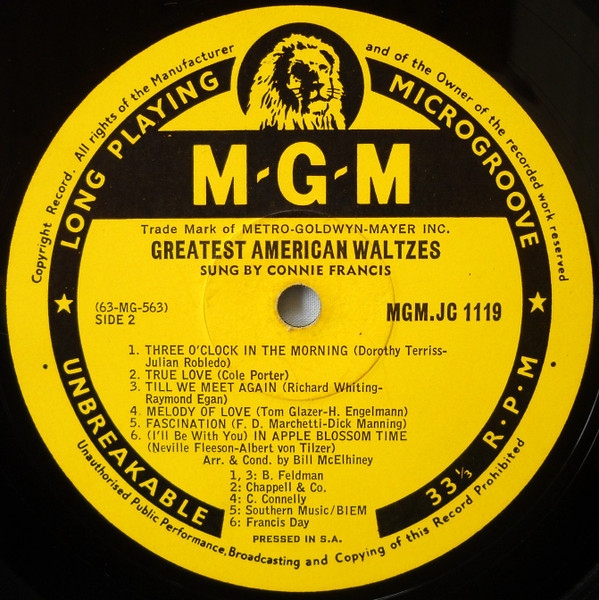 Copyright Record. All rights of the Manufacturer and of the Owner of the recorded work reserved
LONG PLAYING MICROGROOVE
M-G-M
Trade Mark of METRO-GOLDWYN-MAYER INC.
GREATEST AMERICAN WALTZES
SUNG BY CONNIE FRANCIS
(63-MG-563)
SIDE 2
MGM.JC 1119
1. THREE O'CLOCK IN THE MORNING (Dorothy Terriss-
Julian Robledo)
2. TRUE LOVE (Cole Porter)
3. TILL WE MEET AGAIN (Richard Whiting-
Raymond Egan)
4. MELODY OF LOVE (Tom Glazer-H. Engelmann)
5. FASCINATION (F. D. Marchetti-Dick Manning)
6. (I'll Be With You) IN APPLE BLOSSOM TIME
(Neville Fleeson-Albert von Tilzer)
Arr. & Cond. by Bill McElhiney
1, 3: B. Feldman
2: Chappell & Co.
4: C. Connelly
5: Southern Music/BIEM
6: Francis Day
PRESSED IN S.A.
UNBREAKABLE
33⅓ R·P·M
Unauthorised Public Performance, Broadcasting and Copying of this Record Prohibited